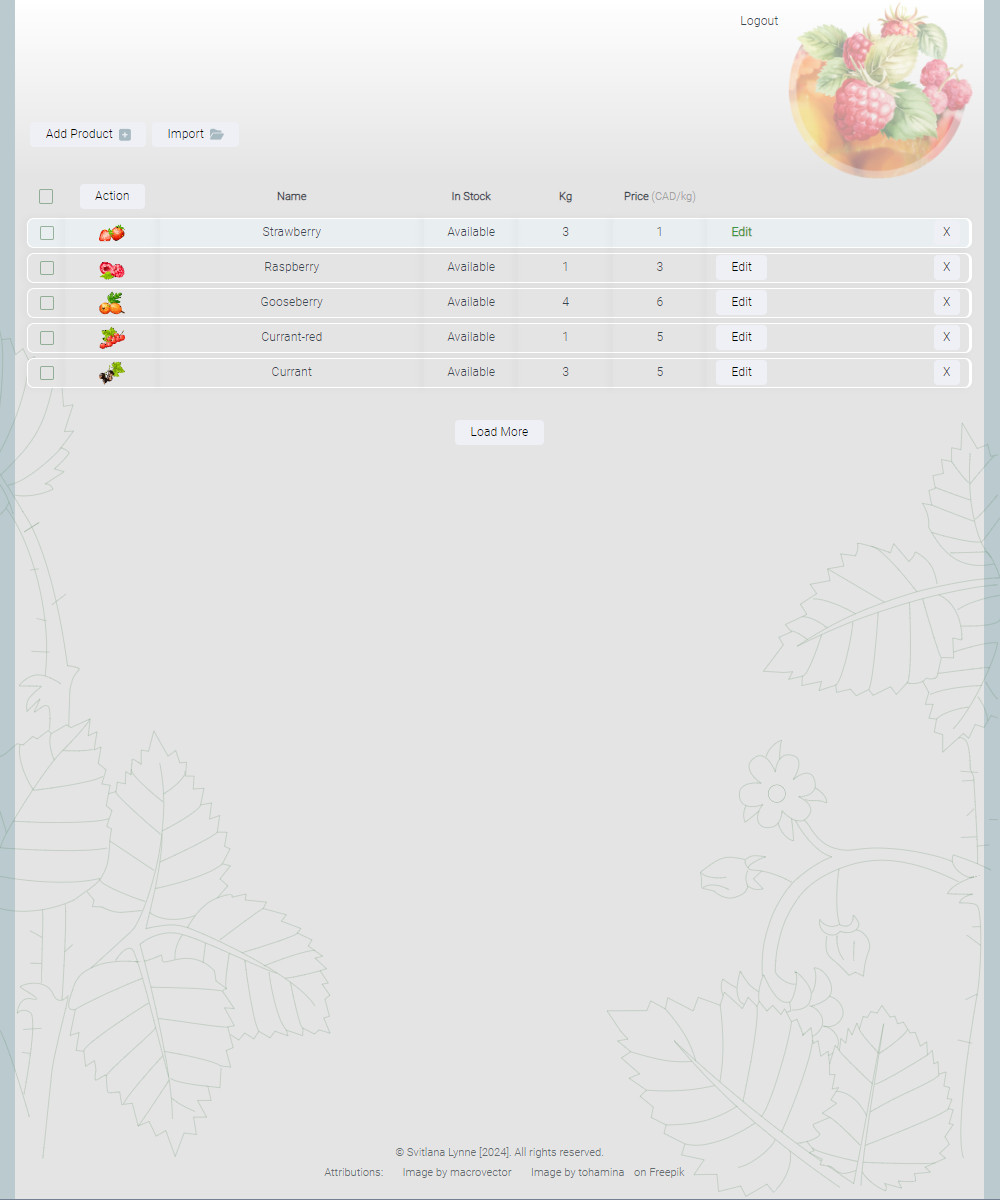 Logout
Add Product Import
Action Name In Stock Kg Price (CAD/kg)
Strawberry Available 3 1 Edit X
Raspberry Available 1 3 Edit X
Gooseberry Available 4 6 Edit X
Currant-red Available 1 5 Edit X
Currant Available 3 5 Edit X
Load More
© Svitlana Lynne [2024]. All rights reserved.
Attributions: Image by macrovector Image by tohamina on Freepik